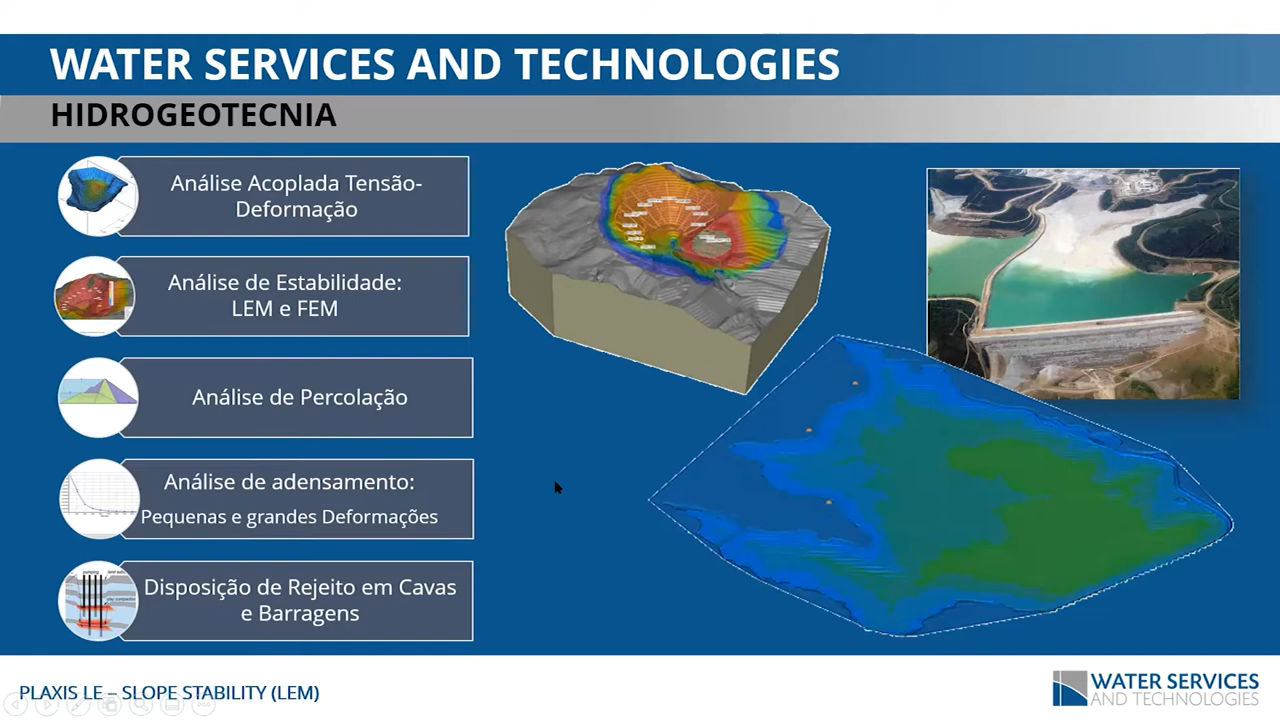 WATER SERVICES AND TECHNOLOGIES
HIDROGEOTECNIA
Análise Acoplada Tensão-
Deformação
Análise de Estabilidade:
LEM e FEM
Análise de Percolação
Análise de adensamento:
Pequenas e grandes Deformações
Disposição de Rejeito em Cavas
e Barragens
PLAXIS LE – SLOPE STABILITY (LEM)
WATER SERVICES
AND TECHNOLOGIES